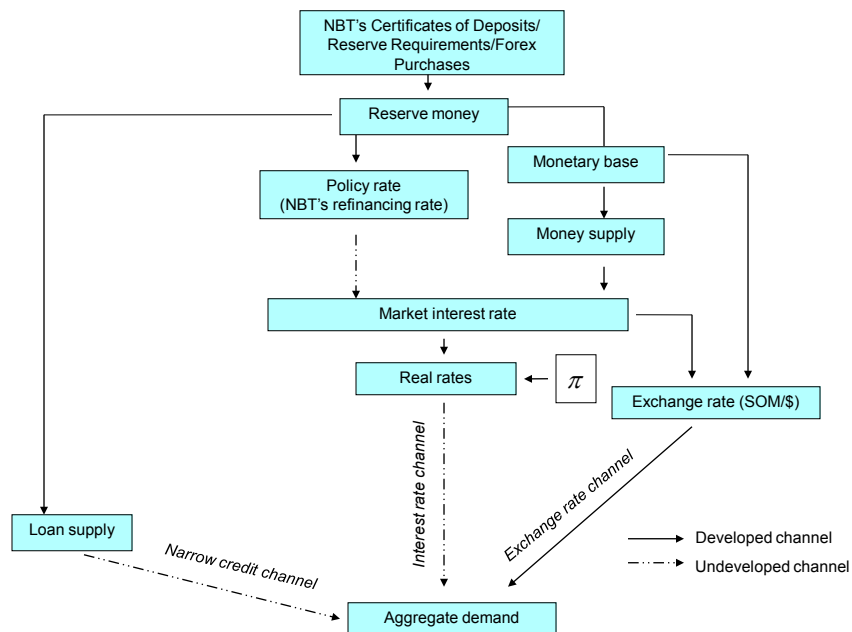 NBT's Certificates of Deposits/
Reserve Requirements/Forex
Purchases
Reserve money
Monetary base
Policy rate
(NBT's refinancing rate)
Money supply
Market interest rate
Real rates
π
Exchange rate (SOM/$)
Interest rate channel
Exchange rate channel
Loan supply
Narrow credit channel
Developed channel
Undeveloped channel
Aggregate demand